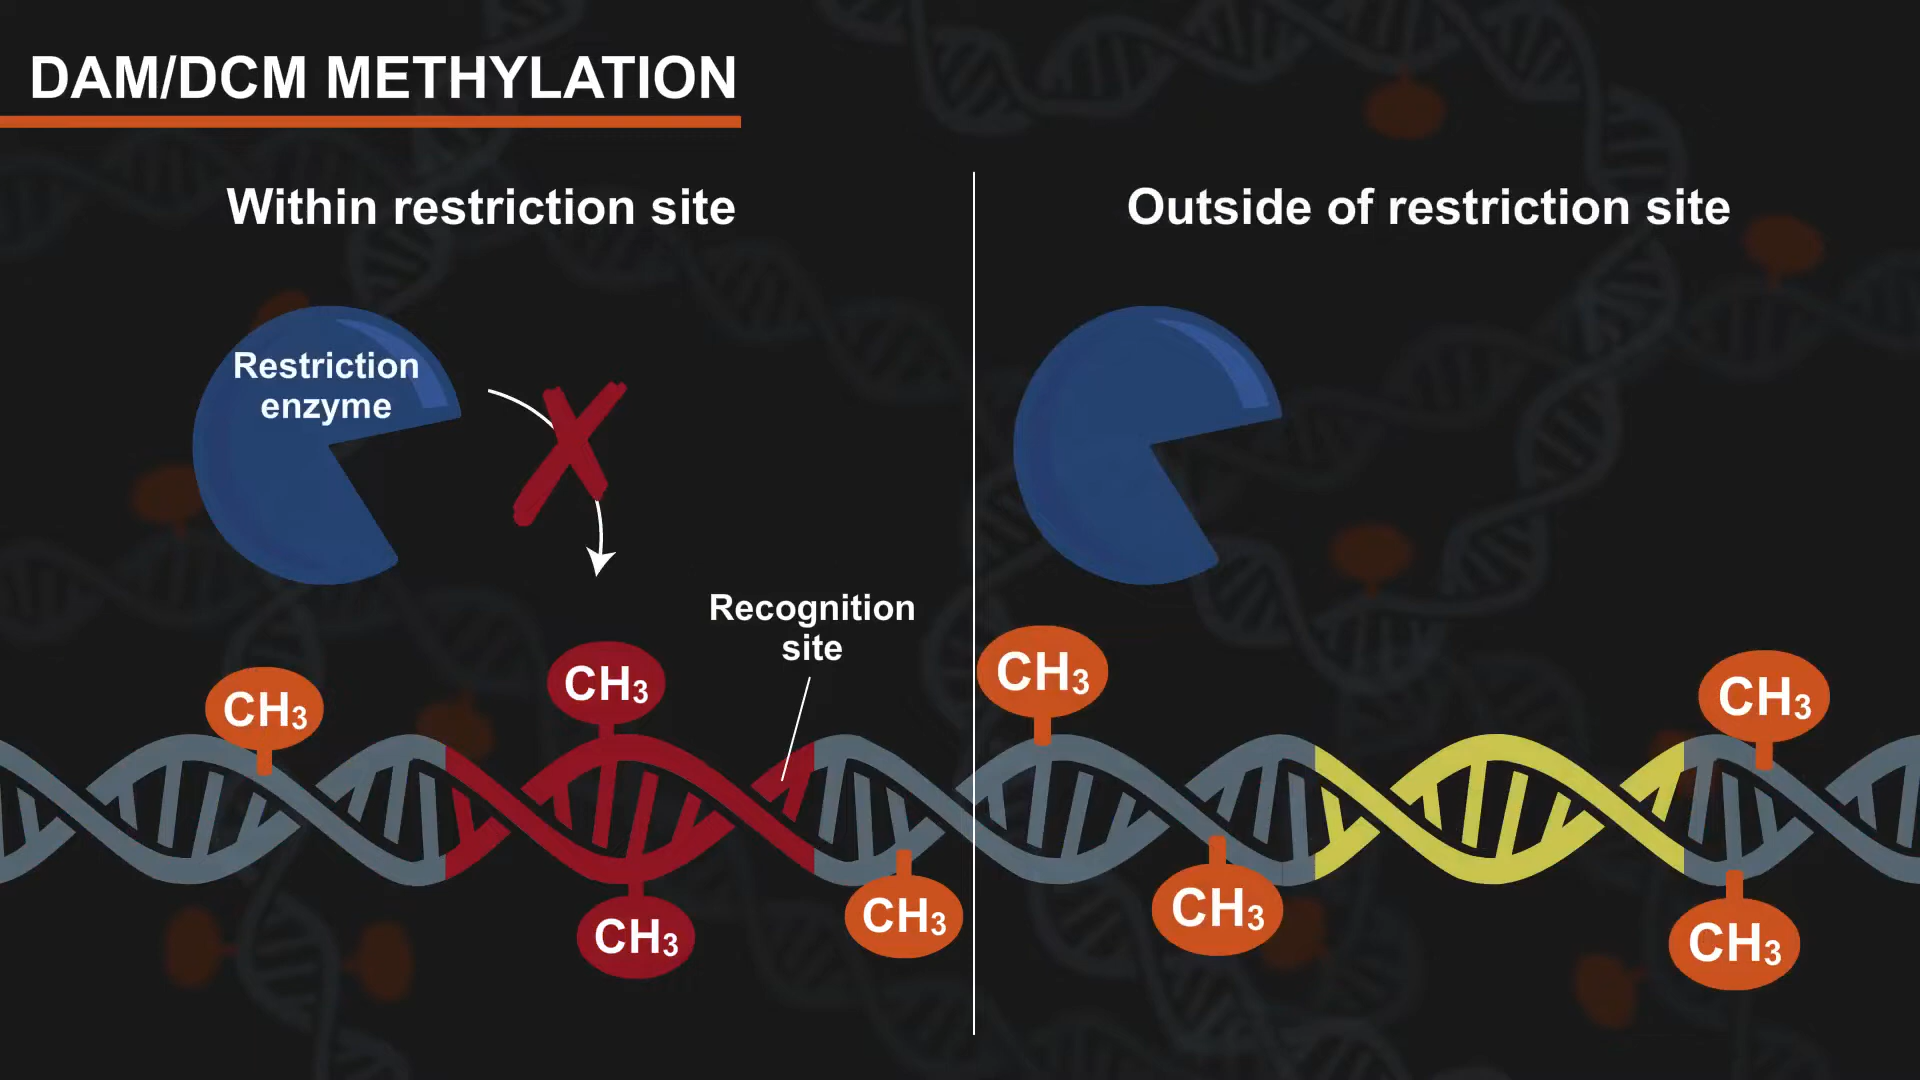 DAM/DCM METHYLATION
Within restriction site
Outside of restriction site
Restriction
enzyme
Recognition
site
CH₃
CH₃
CH₃
CH₃
CH₃
CH₃
CH₃
CH₃